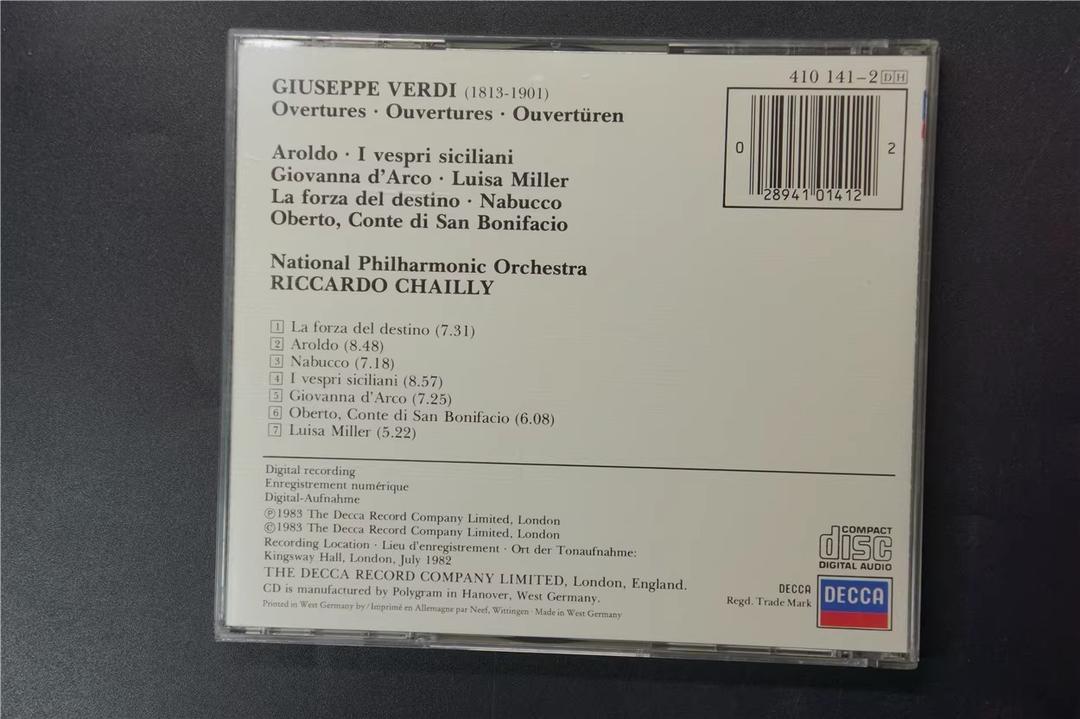 410 141-2 DH
GIUSEPPE VERDI (1813-1901)
Overtures · Ouvertures · Ouvertüren
Aroldo · I vespri siciliani
Giovanna d'Arco · Luisa Miller
La forza del destino · Nabucco
Oberto, Conte di San Bonifacio
0 28941 01412 2
National Philharmonic Orchestra
RICCARDO CHAILLY
1 La forza del destino (7.31)
2 Aroldo (8.48)
3 Nabucco (7.18)
4 I vespri siciliani (8.57)
5 Giovanna d'Arco (7.25)
6 Oberto, Conte di San Bonifacio (6.08)
7 Luisa Miller (5.22)
Digital recording
Enregistrement numérique
Digital-Aufnahme
℗1983 The Decca Record Company Limited, London
©1983 The Decca Record Company Limited, London
Recording Location · Lieu d'enregistrement · Ort der Tonaufnahme:
Kingsway Hall, London, July 1982
THE DECCA RECORD COMPANY LIMITED, London, England.
CD is manufactured by Polygram in Hanover, West Germany.
Printed in West Germany by / Imprimé en Allemagne par Neef, Wittingen · Made in West Germany
COMPACT
disc
DIGITAL AUDIO
DECCA
Regd. Trade Mark
DECCA